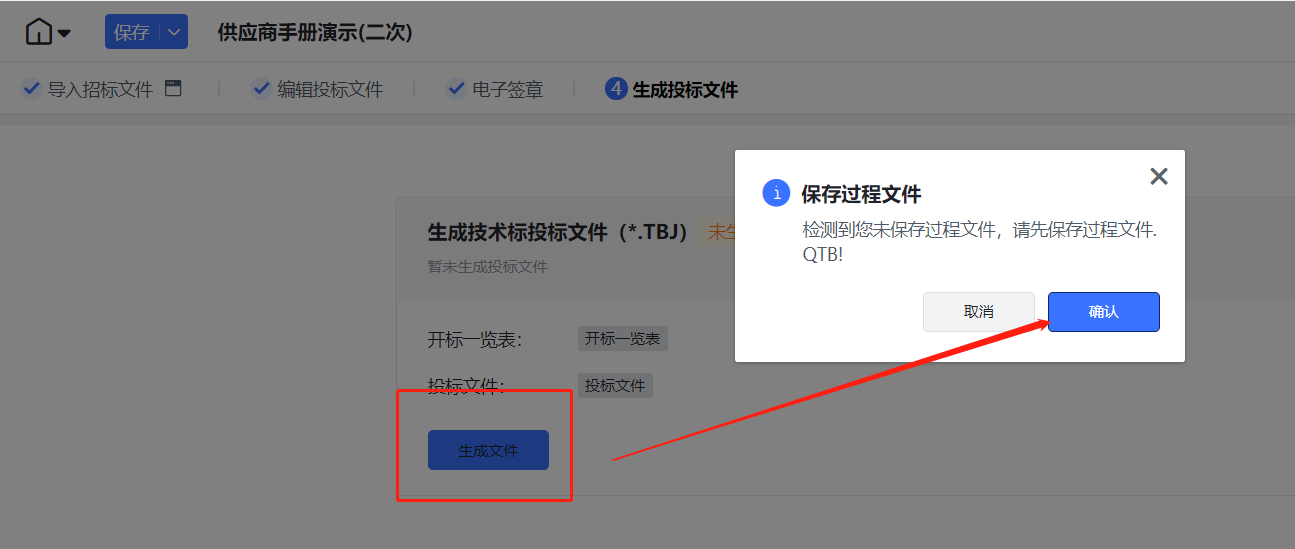 保存
供应商手册演示(二次)
导入招标文件
编辑投标文件
电子签章
4 生成投标文件
保存过程文件
检测到您未保存过程文件，请先保存过程文件.
QTB!
取消
确认
生成技术标投标文件（*.TBJ）
未生
暂未生成投标文件
开标一览表：
开标一览表
投标文件：
投标文件
生成文件